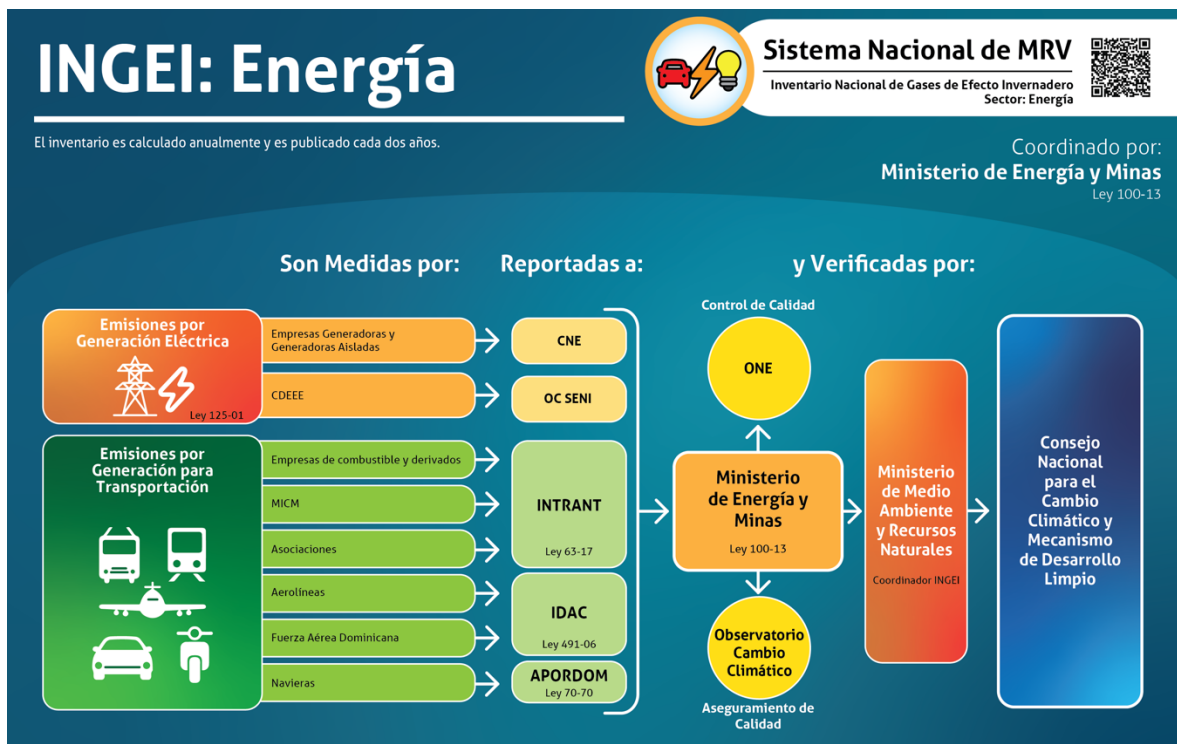 INGEI: Energía
El inventario es calculado anualmente y es publicado cada dos años.
Sistema Nacional de MRV
Inventario Nacional de Gases de Efecto Invernadero
Sector: Energía
Coordinado por:
Ministerio de Energía y Minas
Ley 100-13
Son Medidas por:
Reportadas a:
y Verificadas por:
Emisiones por
Generación Eléctrica
Ley 125-01
Empresas Generadoras y
Generadoras Aisladas
CNE
CDEEE
OC SENI
Emisiones por
Generación para
Transportación
Empresas de combustible y derivados
MICM
Asociaciones
INTRANT
Ley 63-17
Aerolíneas
Fuerza Aérea Dominicana
IDAC
Ley 491-06
Navieras
APORDOM
Ley 70-70
Control de Calidad
ONE
Ministerio
de Energía y
Minas
Ley 100-13
Observatorio
Cambio
Climático
Aseguramiento de
Calidad
Ministerio
de Medio
Ambiente
y Recursos
Naturales
Coordinador INGEI
Consejo
Nacional
para el
Cambio
Climático y
Mecanismo
de Desarrollo
Limpio